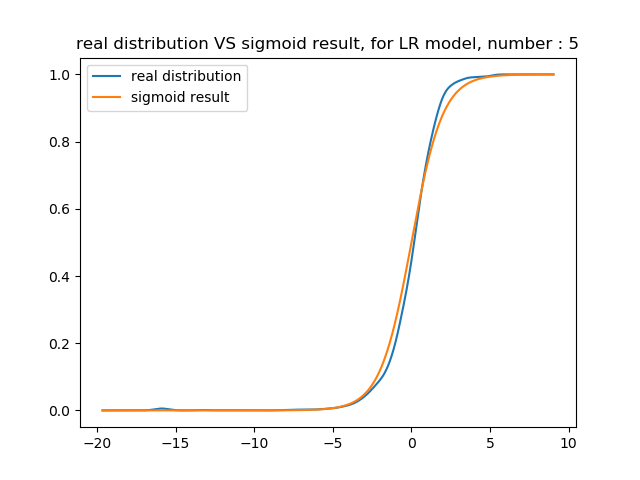 real distribution VS sigmoid result, for LR model, number : 5
real distribution
sigmoid result
1.0
0.8
0.6
0.4
0.2
0.0
−20 −15 −10 −5 0 5 10